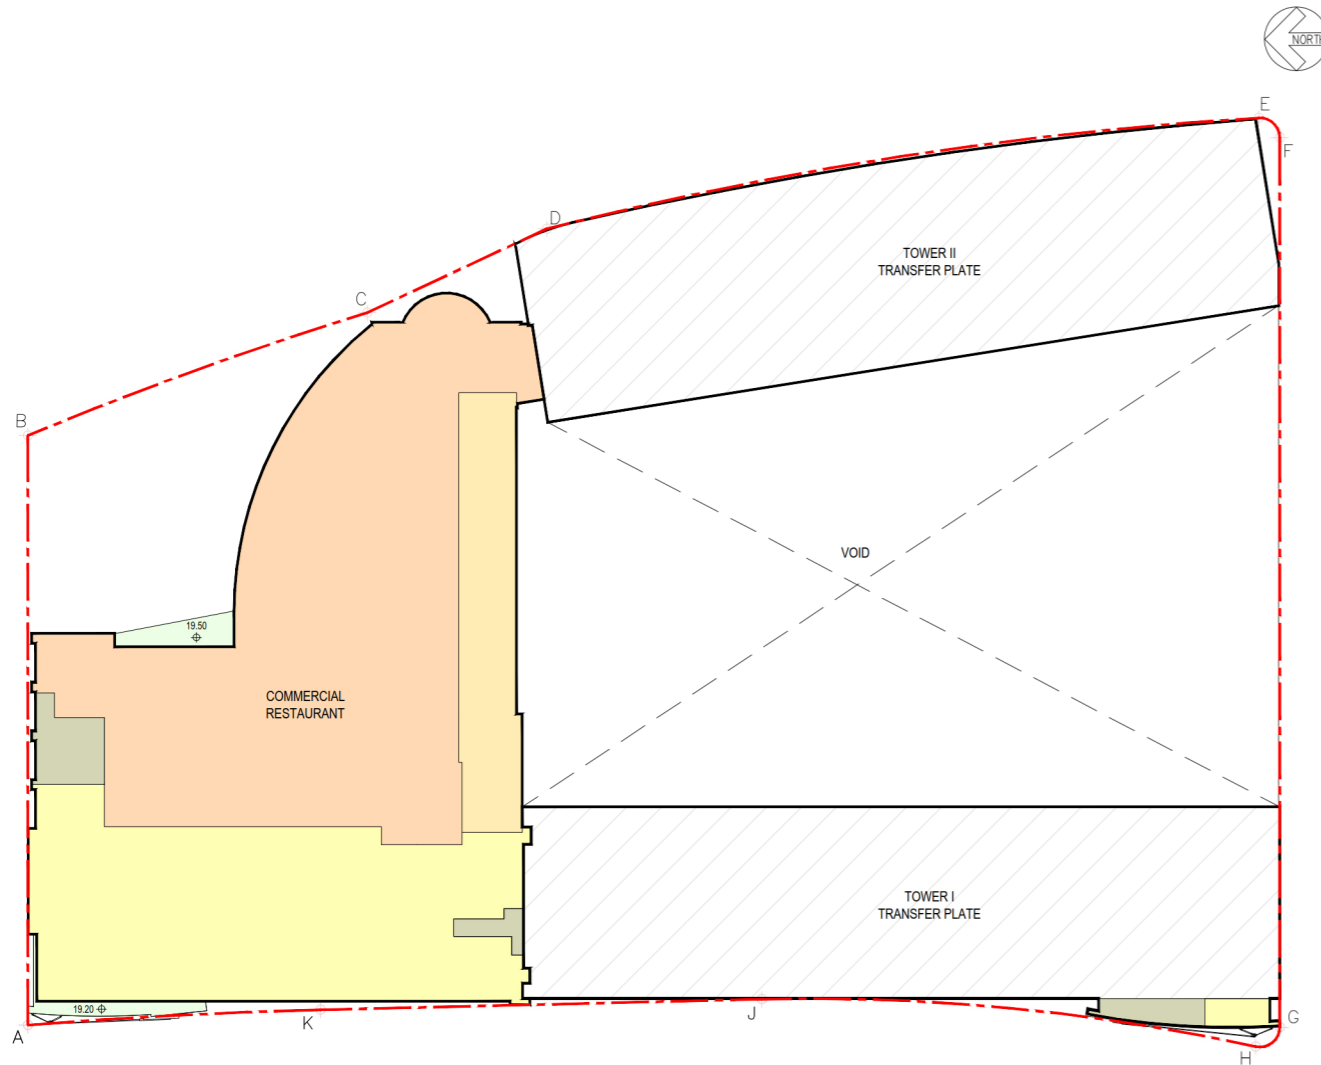 NORTH
E
F
D
TOWER II
TRANSFER PLATE
C
B
VOID
19.50
COMMERCIAL
RESTAURANT
TOWER I
TRANSFER PLATE
19.20
K
J
G
A
H